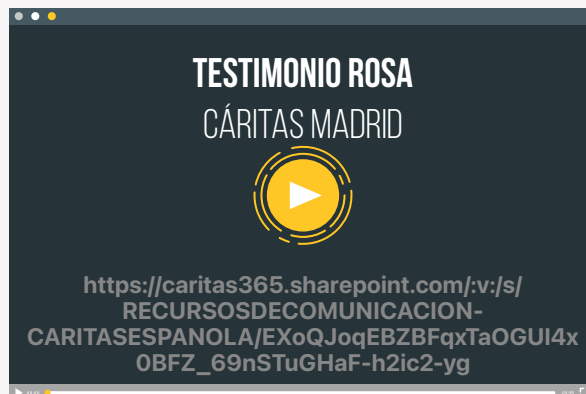 TESTIMONIO ROSA
CÁRITAS MADRID
https://caritas365.sharepoint.com/:v:/s/
RECURSOSDECOMUNICACION-
CARITASESPANOLA/EXoQJoqEBZBFqxTaOGUI4x
0BFZ_69nSTuGHaF-h2ic2-yg